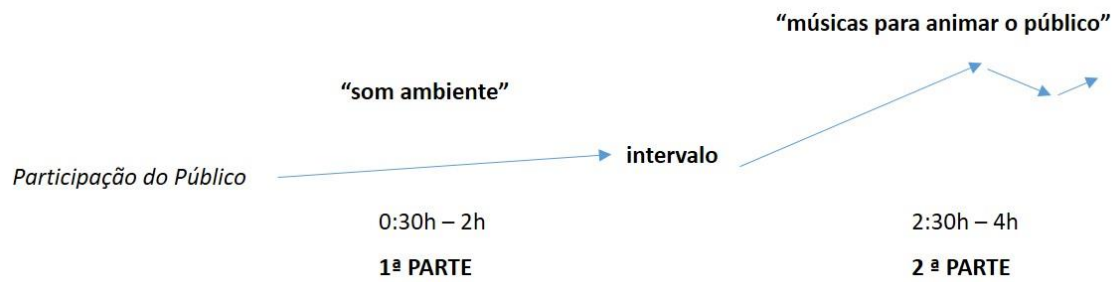 “músicas para animar o público”
“som ambiente”
intervalo
Participação do Público
0:30h – 2h
2:30h – 4h
1ª PARTE
2 ª PARTE